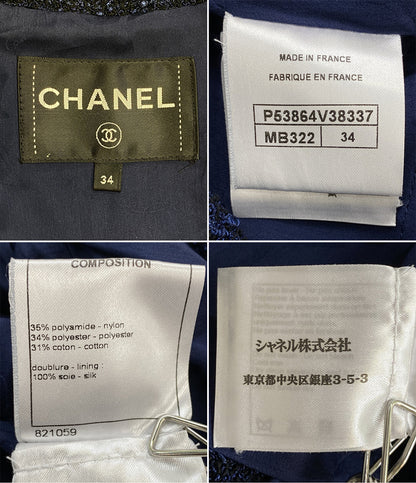 CHANEL
34
MADE IN FRANCE
FABRIQUE EN FRANCE
P53864V38337
MB322 34
COMPOSITION
35% polyamide - nylon
34% polyester - polyester
31% coton - cotton
doublure - lining :
100% soie - silk
821059
シャネル株式会社
東京都中央区銀座3-5-3